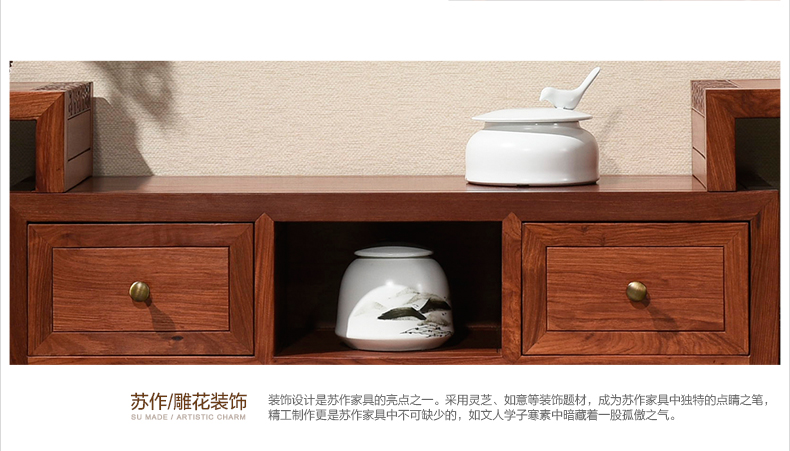 苏作/雕花装饰
SU MADE / ARTISTIC CHARM
装饰设计是苏作家具的亮点之一。采用灵芝、如意等装饰题材，成为苏作家具中独特的点睛之笔，
精工制作更是苏作家具中不可缺少的，如文人学子寒素中暗藏着一股孤傲之气。